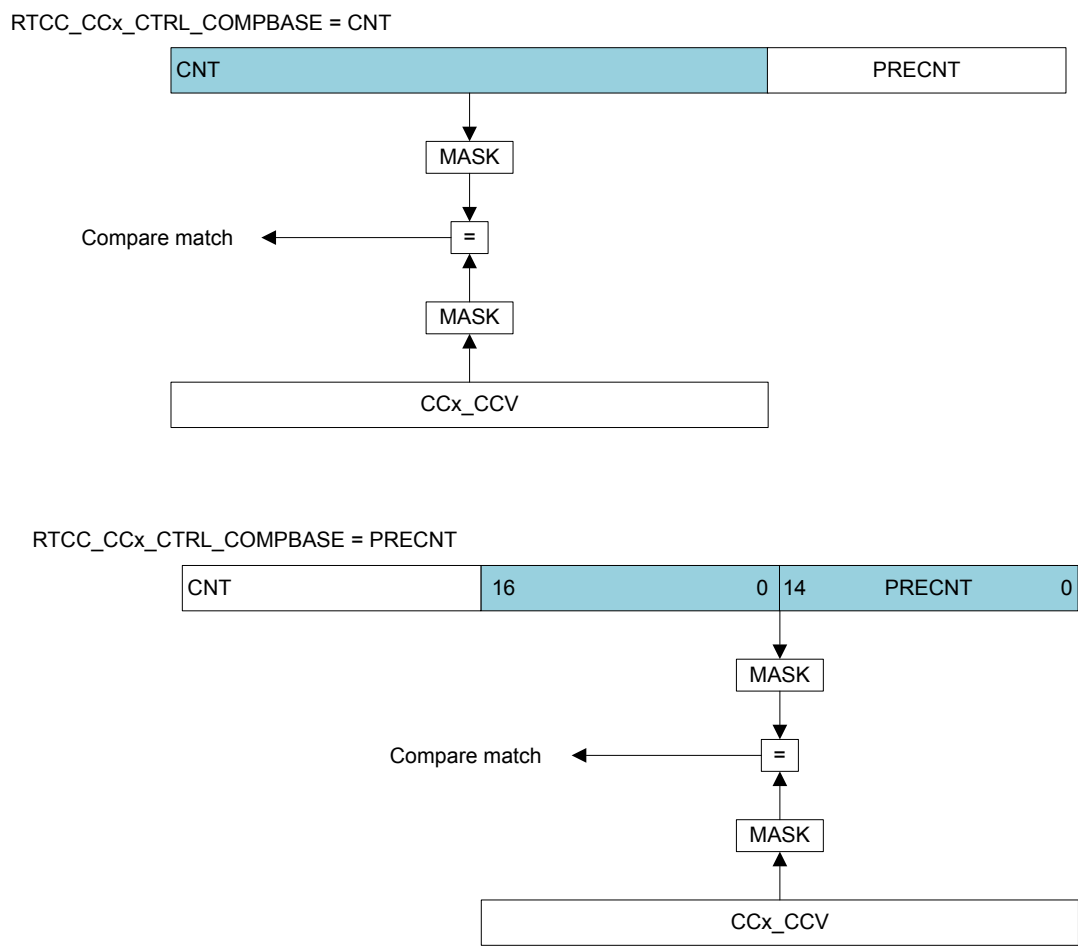 RTCC_CCx_CTRL_COMPBASE = CNT
CNT PRECNT
MASK
Compare match =
MASK
CCx_CCV
RTCC_CCx_CTRL_COMPBASE = PRECNT
CNT 16 0 14 PRECNT 0
MASK
Compare match =
MASK
CCx_CCV